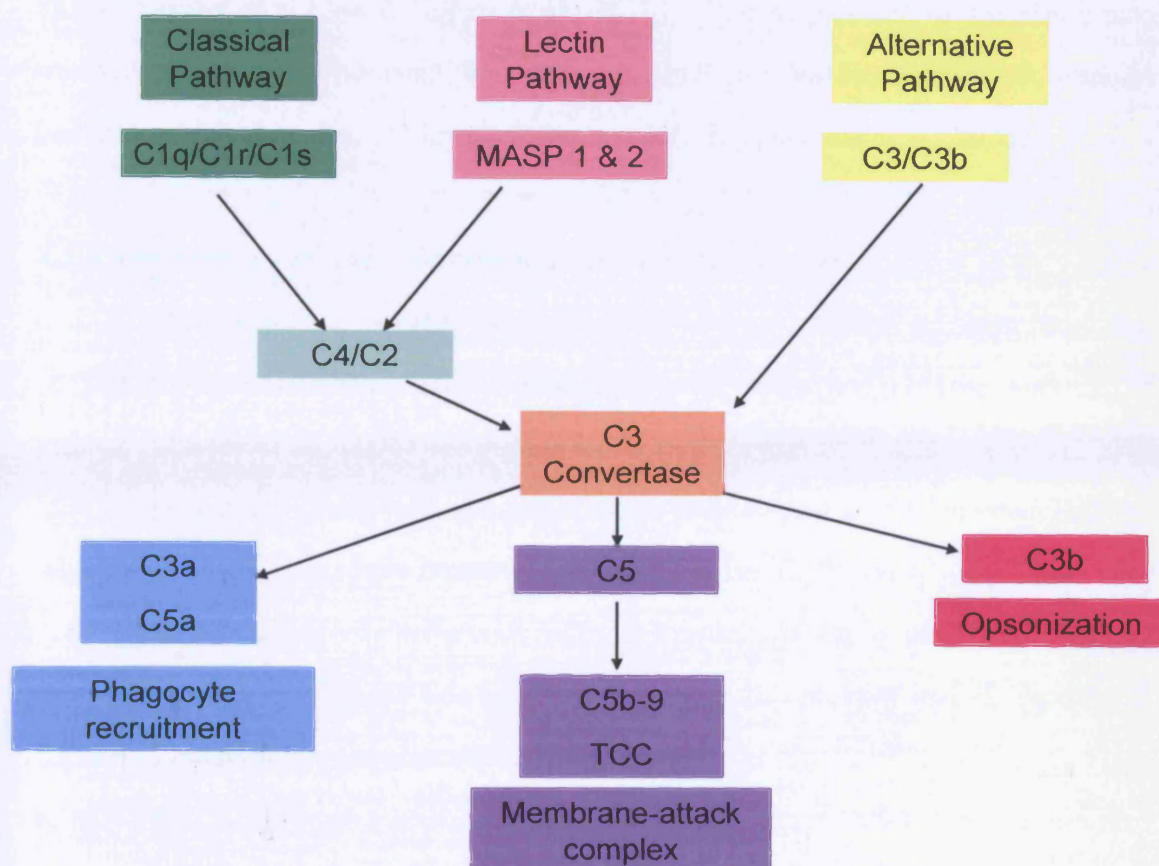 Classical
Pathway
Lectin
Pathway
Alternative
Pathway
C1q/C1r/C1s
MASP 1 & 2
C3/C3b
C4/C2
C3
Convertase
C3a
C5a
C5
C3b
Opsonization
Phagocyte
recruitment
C5b-9
TCC
Membrane-attack
complex